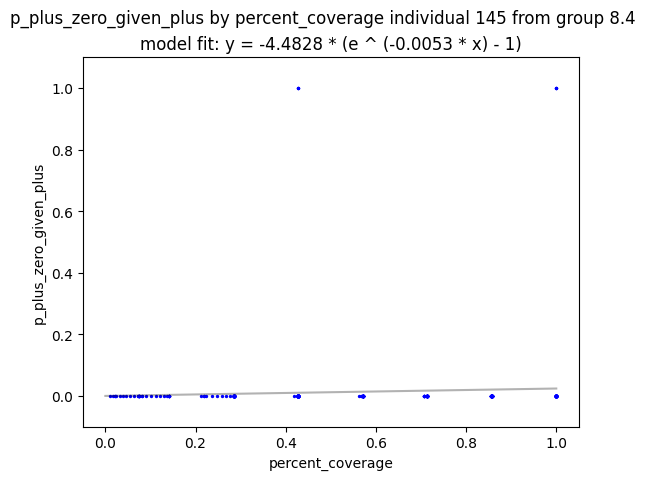 p_plus_zero_given_plus by percent_coverage individual 145 from group 8.4
model fit: y = -4.4828 * (e ^ (-0.0053 * x) - 1)
1.0
0.8
0.6
0.4
0.2
0.0
p_plus_zero_given_plus
0.0 0.2 0.4 0.6 0.8 1.0
percent_coverage